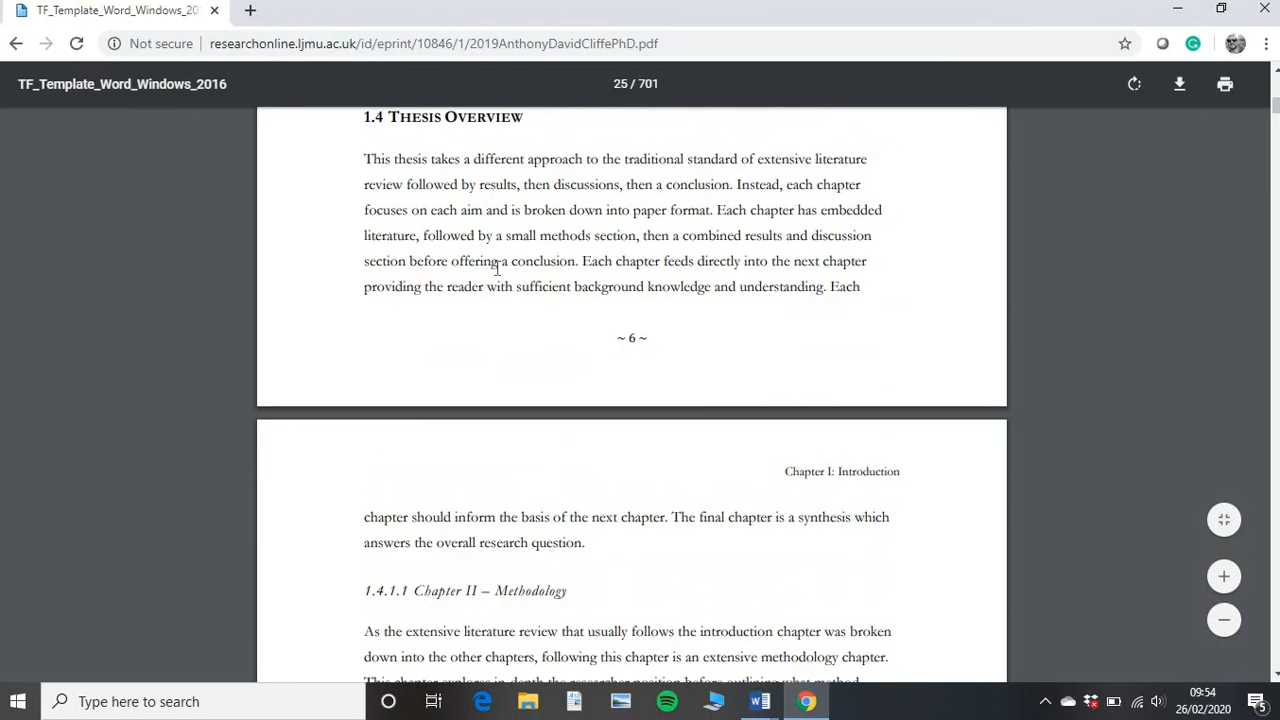 TF_Template_Word_Windows_20
Not secure
researchonline.ljmu.ac.uk/id/eprint/10846/1/2019AnthonyDavidCliffePhD.pdf
TF_Template_Word_Windows_2016
25 / 701
1.4 THESIS OVERVIEW
This thesis takes a different approach to the traditional standard of extensive literature
review followed by results, then discussions, then a conclusion. Instead, each chapter
focuses on each aim and is broken down into paper format. Each chapter has embedded
literature, followed by a small methods section, then a combined results and discussion
section before offering a conclusion. Each chapter feeds directly into the next chapter
providing the reader with sufficient background knowledge and understanding. Each
~ 6 ~
Chapter I: Introduction
chapter should inform the basis of the next chapter. The final chapter is a synthesis which
answers the overall research question.
1.4.1.1 Chapter II – Methodology
As the extensive literature review that usually follows the introduction chapter was broken
down into the other chapters, following this chapter is an extensive methodology chapter.
This chapter explores in-depth the researcher position before outlining what method
Type here to search
09:54
26/02/2020
5